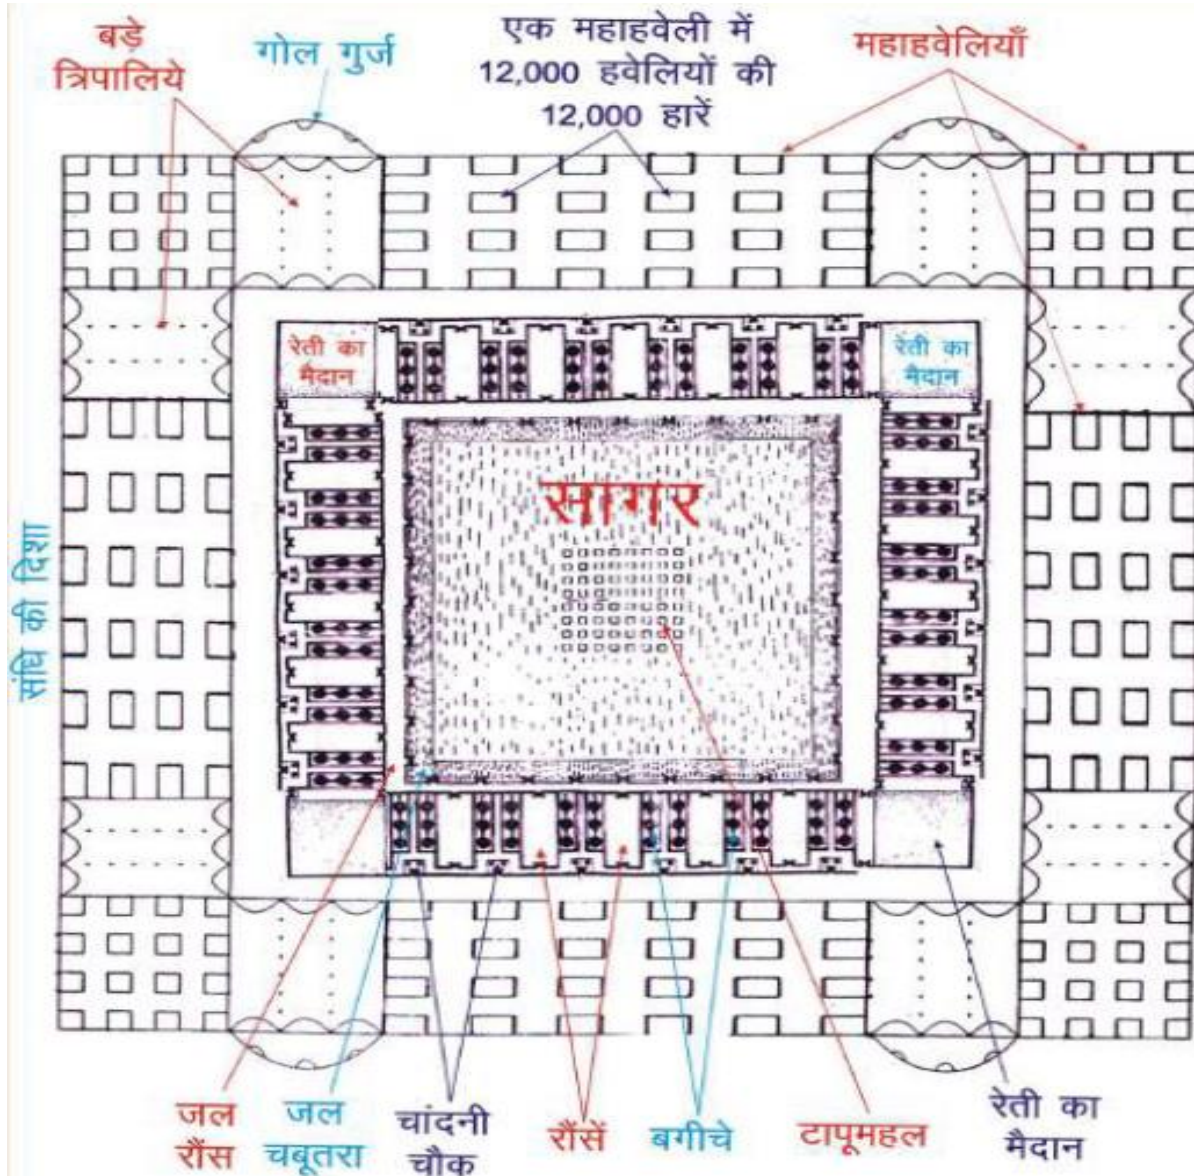 बड़े
त्रिपालिये
गोल गुर्ज
एक महाहवेली में
12,000 हवेलियों की
12,000 हारें
महाहवेलियाँ
रेती का
मैदान
रेती का
मैदान
सागर
संधि की दिशा
जल
रौंस
जल
चबूतरा
चांदनी
चौक
रौंसें
बगीचे
टापूमहल
रेती का
मैदान